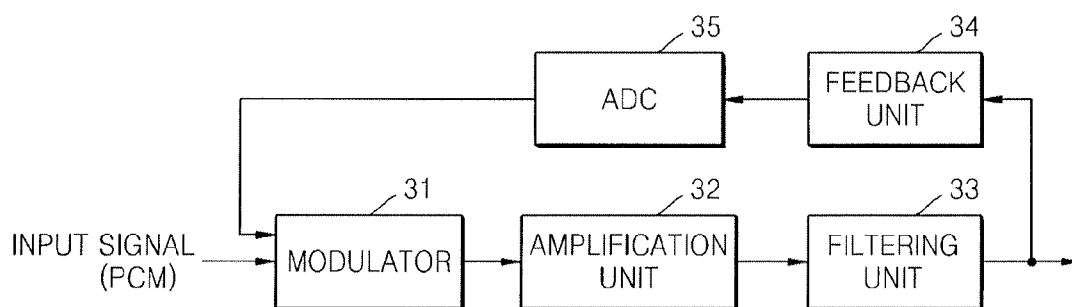 35
ADC
34
FEEDBACK
UNIT
INPUT SIGNAL
(PCM)
31
MODULATOR
32
AMPLIFICATION
UNIT
33
FILTERING
UNIT